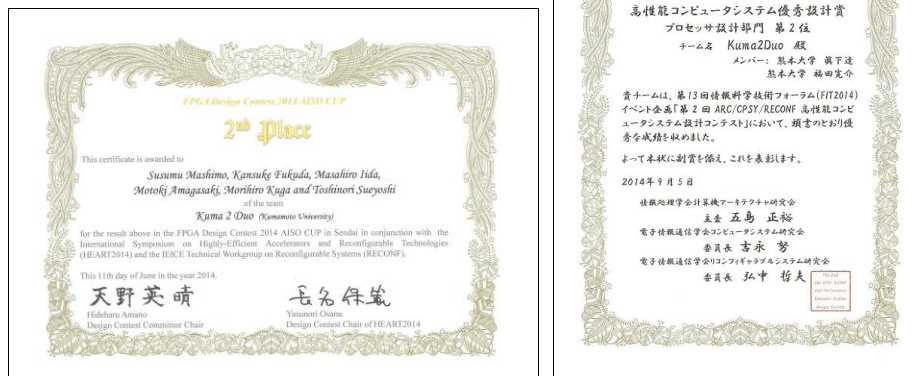 FPGA Design Contest 2014 AISO CUP
2nd Place
This certificate is awarded to
Susumu Mashimo, Kansuke Fukuda, Masahiro Iida,
Motoki Amagasaki, Morihiro Kuga and Toshinori Sueyoshi
of the team
Kuma 2 Duo (Kumamoto University)
for the result above in the FPGA Design Contest 2014 AISO CUP in Sendai in conjunction with the
International Symposium on Highly-Efficient Accelerators and Reconfigurable Technologies
(HEART2014) and the IEICE Technical Workgroup on Reconfigurable Systems (RECONF).
This 11th day of June in the year 2014.
天野英晴
長名保範
Hideharu Amano
Yasunori Osana
Design Contest Committee Chair
Design Contest Chair of HEART2014
高性能コンピュータシステム優秀設計賞
プロセッサ設計部門 第2位
チーム名 Kuma2Duo 殿
メンバー: 熊本大学 眞下達
熊本大学 福田寛介
貴チームは、第13回情報科学技術フォーラム(FIT2014)
イベント企画「第2回 ARC/CPSY/RECONF 高性能コンピ
ュータシステム設計コンテスト」において、頭書のとおり優
秀な成績を収めました。
よって本状に副賞を添え、これを表彰します。
2014年9月5日
情報処理学会計算機アーキテクチャ研究会
主査 五島 正裕
電子情報通信学会コンピュータシステム研究会
委員長 吉永 努
電子情報通信学会リコンフィギャラブルシステム研究会
委員長 弘中 哲夫
The 2nd
ARC/CPSY/RECONF
High-Performance
Computer System
Design Contest